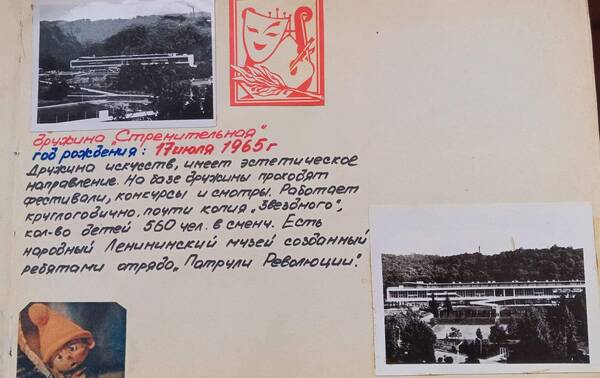 дружина „Стремительная"
год рождения: 17 июля 1965 г
Дружина искусств, имеет эстетическое
направление. На базе дружины проходят
фестивали, конкурсы и смотры. Работает
круглогодично, почти копия „Звездного",
кол-во детей 560 чел. в смену. Есть
народный Ленининский музей созданный
ребятами отряда „Патрули Революции".